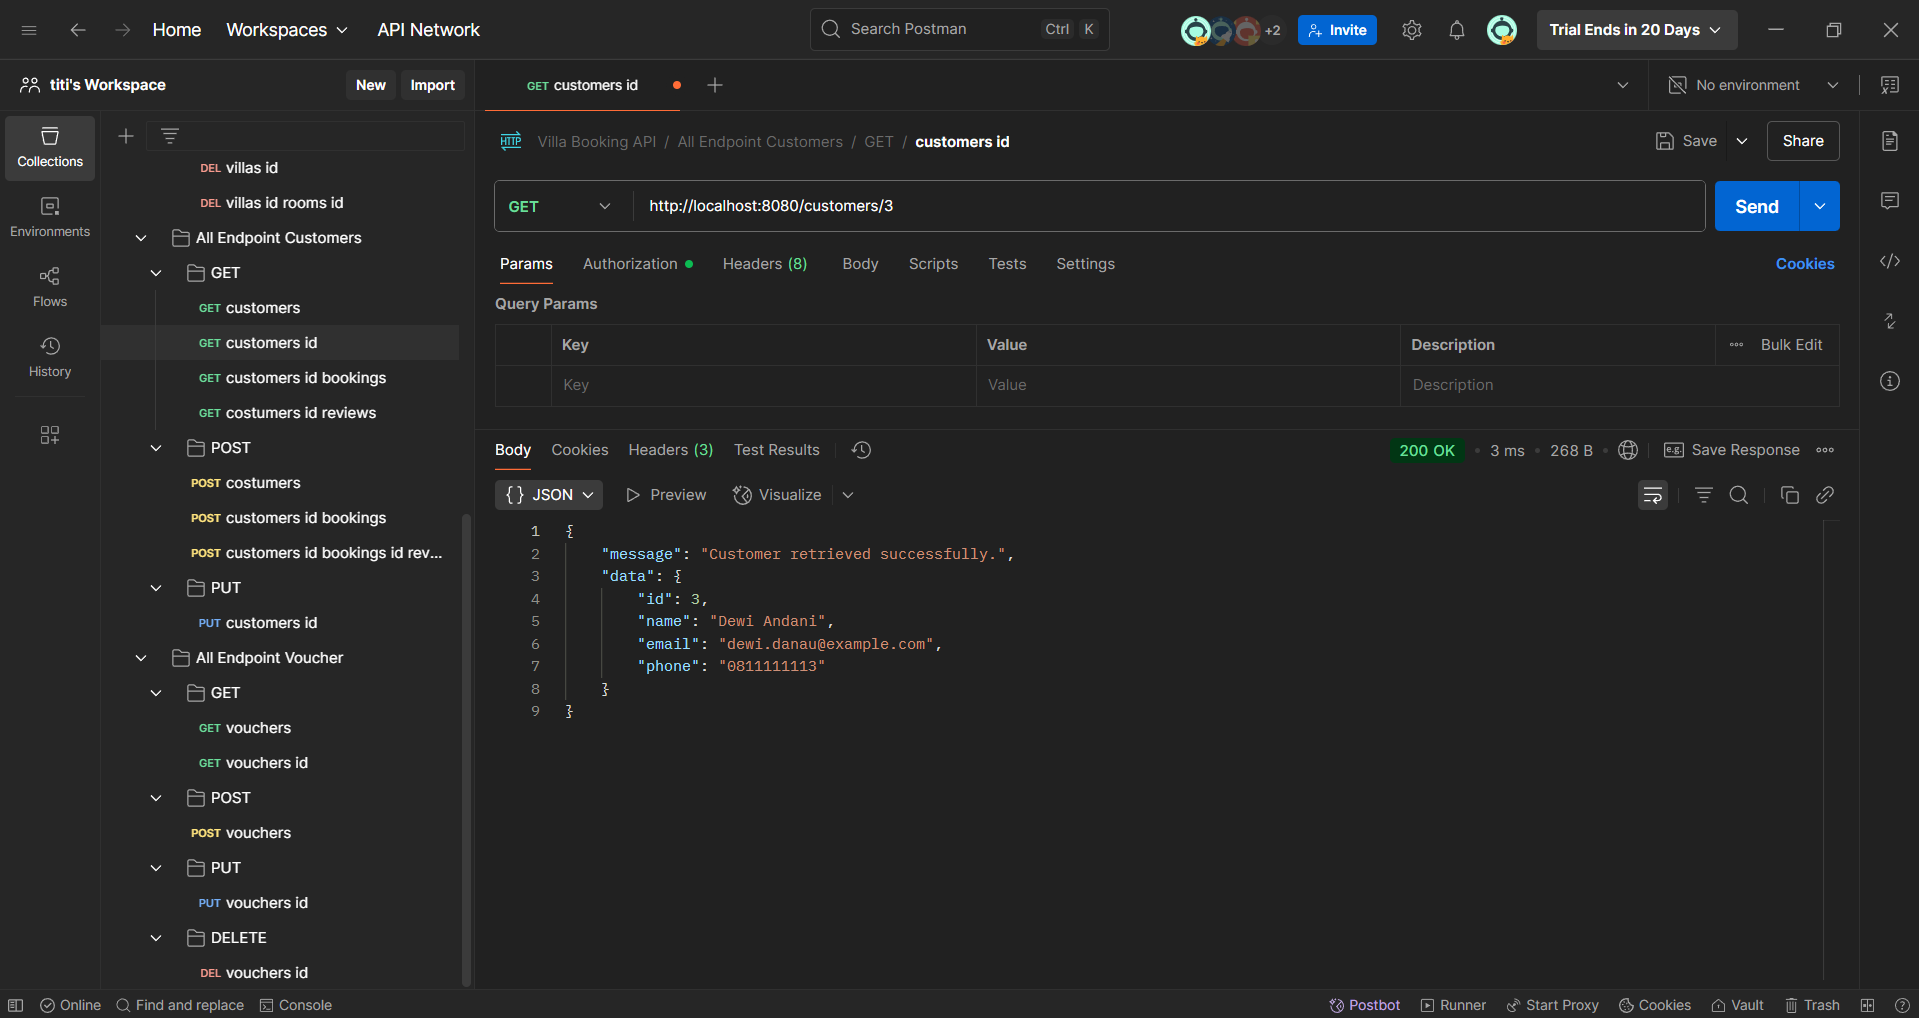 Home
Workspaces
API Network
Search Postman
Ctrl
K
+2
Invite
Trial Ends in 20 Days
titi's Workspace
New
Import
GET customers id
No environment
Collections
Environments
Flows
History
DEL villas id
DEL villas id rooms id
All Endpoint Customers
GET
GET customers
GET customers id
GET customers id bookings
GET costumers id reviews
POST
POST costumers
POST customers id bookings
POST customers id bookings id rev...
PUT
PUT customers id
All Endpoint Voucher
GET
GET vouchers
GET vouchers id
POST
POST vouchers
PUT
PUT vouchers id
DELETE
DEL vouchers id
HTTP Villa Booking API / All Endpoint Customers / GET / customers id
Save
Share
GET
http://localhost:8080/customers/3
Send
Params
Authorization
Headers (8)
Body
Scripts
Tests
Settings
Cookies
Query Params
Key
Value
Description
Bulk Edit
Key
Value
Description
Body
Cookies
Headers (3)
Test Results
200 OK
• 3 ms
• 268 B
e.g. Save Response
{} JSON
Preview
Visualize
1 {
2 "message": "Customer retrieved successfully.",
3 "data": {
4 "id": 3,
5 "name": "Dewi Andani",
6 "email": "dewi.danau@example.com",
7 "phone": "0811111113"
8 }
9 }
Online
Find and replace
Console
Postbot
Runner
Start Proxy
Cookies
Vault
Trash